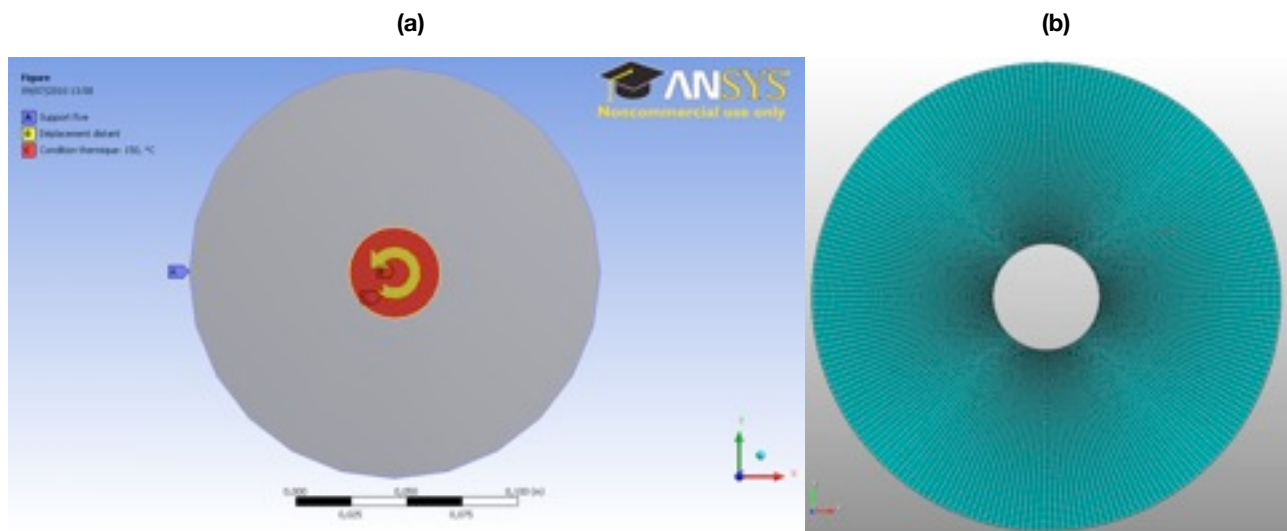 (a)
(b)
Figure
ANSYS
Noncommercial use only
A Support fixe
Déplacement distant
Condition thermique: 150, °C
Y
X
0,000
0,050
0,100 (m)
0,025
0,075